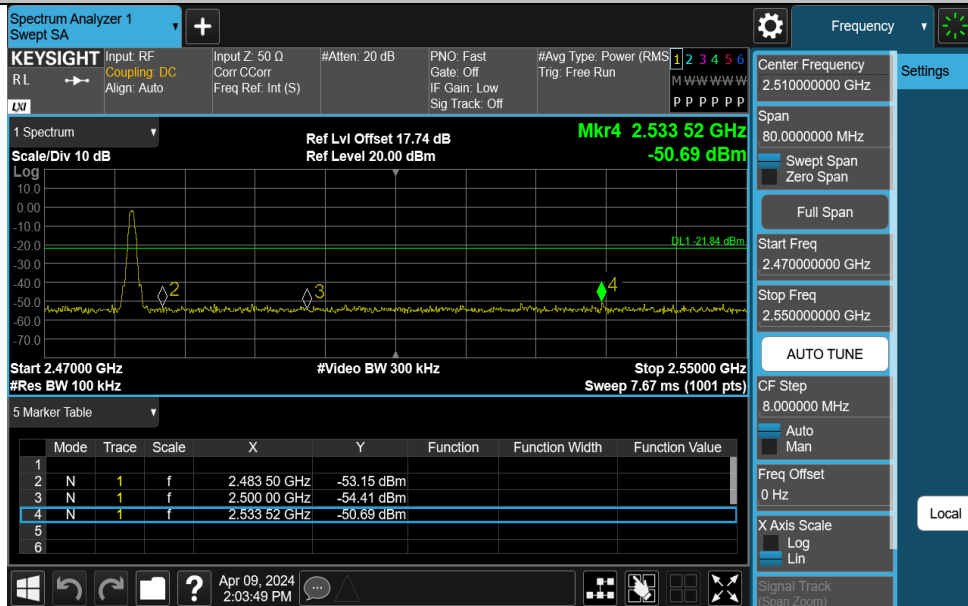 Spectrum Analyzer 1
Swept SA
+
Frequency
KEYSIGHT
RL
LXI
Input: RF
Coupling: DC
Align: Auto
Input Z: 50 Ω
Corr CCorr
Freq Ref: Int (S)
#Atten: 20 dB
PNO: Fast
Gate: Off
IF Gain: Low
Sig Track: Off
#Avg Type: Power (RMS
Trig: Free Run
1 2 3 4 5 6
M W W W W W
P P P P P P
1 Spectrum
Scale/Div 10 dB
Ref Lvl Offset 17.74 dB
Ref Level 20.00 dBm
Mkr4 2.533 52 GHz
-50.69 dBm
Log
10.0
0.00
-10.0
-20.0
-30.0
-40.0
-50.0
-60.0
-70.0
DL1 -21.84 dBm
2
3
4
Start 2.47000 GHz
#Video BW 300 kHz
Stop 2.55000 GHz
#Res BW 100 kHz
Sweep 7.67 ms (1001 pts)
5 Marker Table
Mode Trace Scale X Y Function Function Width Function Value
1
2 N 1 f 2.483 50 GHz -53.15 dBm
3 N 1 f 2.500 00 GHz -54.41 dBm
4 N 1 f 2.533 52 GHz -50.69 dBm
5
6
?
Apr 09, 2024
2:03:49 PM
Center Frequency
2.510000000 GHz
Span
80.0000000 MHz
Swept Span
Zero Span
Full Span
Start Freq
2.470000000 GHz
Stop Freq
2.550000000 GHz
AUTO TUNE
CF Step
8.000000 MHz
Auto
Man
Freq Offset
0 Hz
X Axis Scale
Log
Lin
Signal Track
(Span Zoom)
Settings
Local